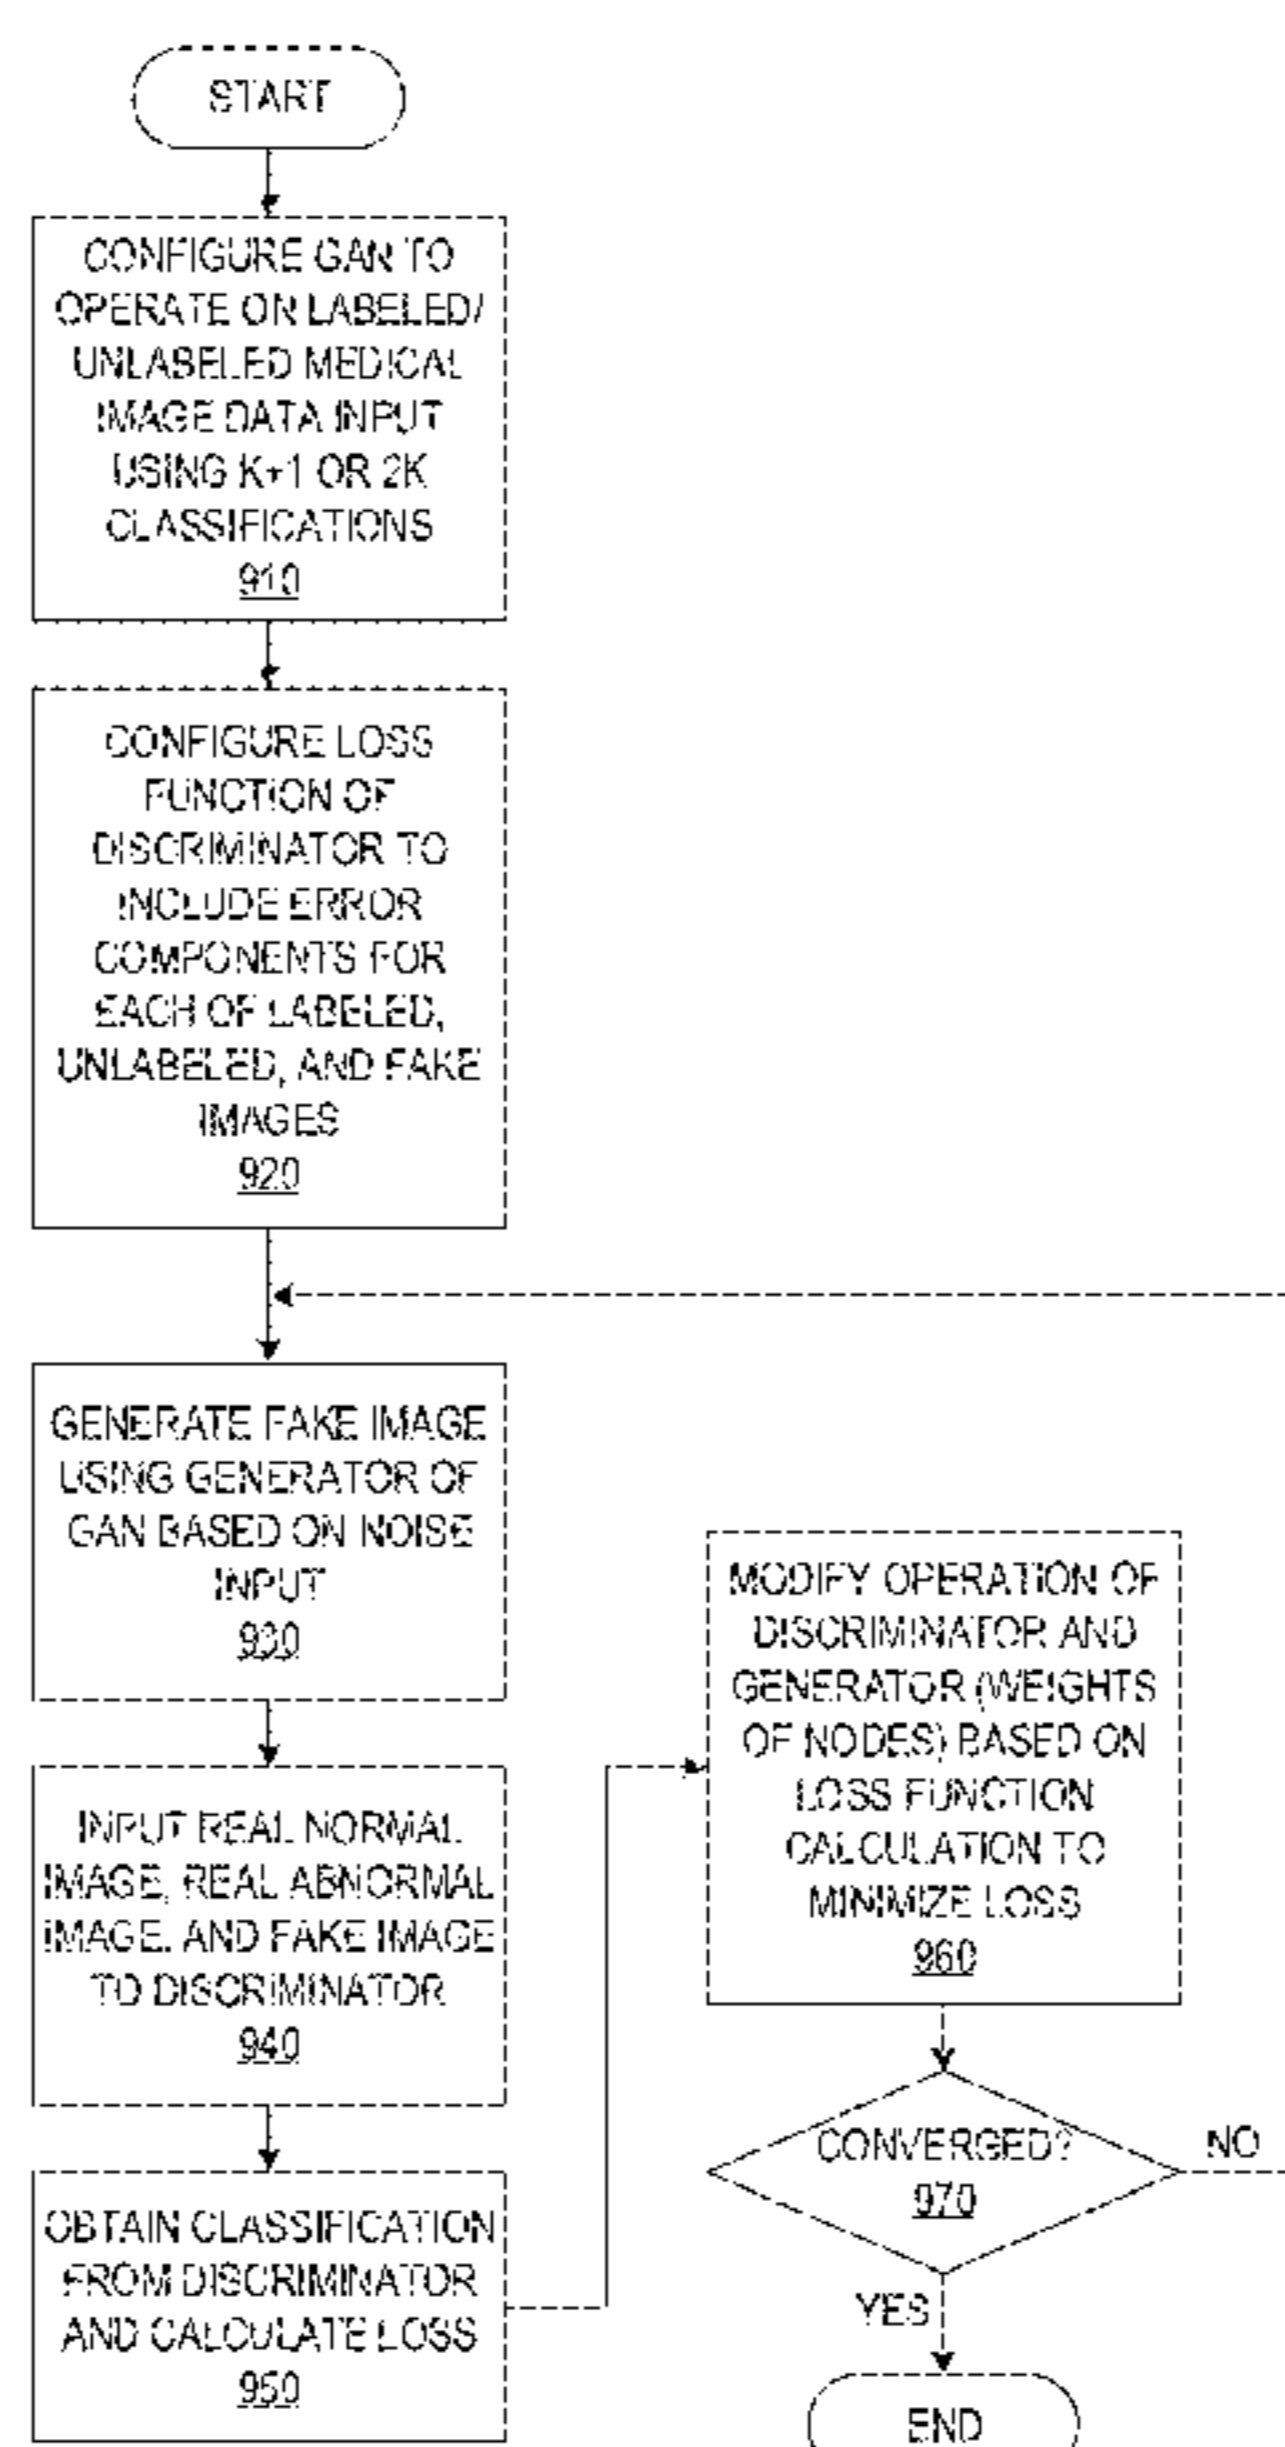 START
CONFIGURE GAN TO
OPERATE ON LABELED/
UNLABELED MEDICAL
IMAGE DATA INPUT
USING K+1 OR 2K
CLASSIFICATIONS
910
CONFIGURE LOSS
FUNCTION OF
DISCRIMINATOR TO
INCLUDE ERROR
COMPONENTS FOR
EACH OF LABELED,
UNLABELED, AND FAKE
IMAGES
920
GENERATE FAKE IMAGE
USING GENERATOR OF
GAN BASED ON NOISE
INPUT
930
INPUT REAL NORMAL
IMAGE, REAL ABNORMAL
IMAGE, AND FAKE IMAGE
TO DISCRIMINATOR
940
OBTAIN CLASSIFICATION
FROM DISCRIMINATOR
AND CALCULATE LOSS
950
MODIFY OPERATION OF
DISCRIMINATOR AND
GENERATOR (WEIGHTS
OF NODES) BASED ON
LOSS FUNCTION
CALCULATION TO
MINIMIZE LOSS
960
CONVERGED?
970
NO
YES
END